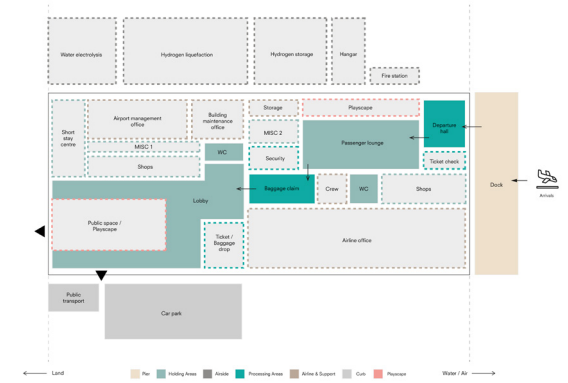 Water electrolysis
Hydrogen liquefaction
Hydrogen storage
Hangar
Fire station
Short
stay
centre
Airport management
office
Building
maintenance
office
Storage
Playscape
Departure
hall
MISC 1
MISC 2
Passenger lounge
Shops
WC
Security
Ticket check
Lobby
Baggage claim
Crew
WC
Shops
Dock
Arrivals
Public space /
Playscape
Ticket /
Baggage
drop
Airline office
Public
transport
Car park
Land
Pier
Holding Areas
Airside
Processing Areas
Airline & Support
Curb
Playscape
Water / Air